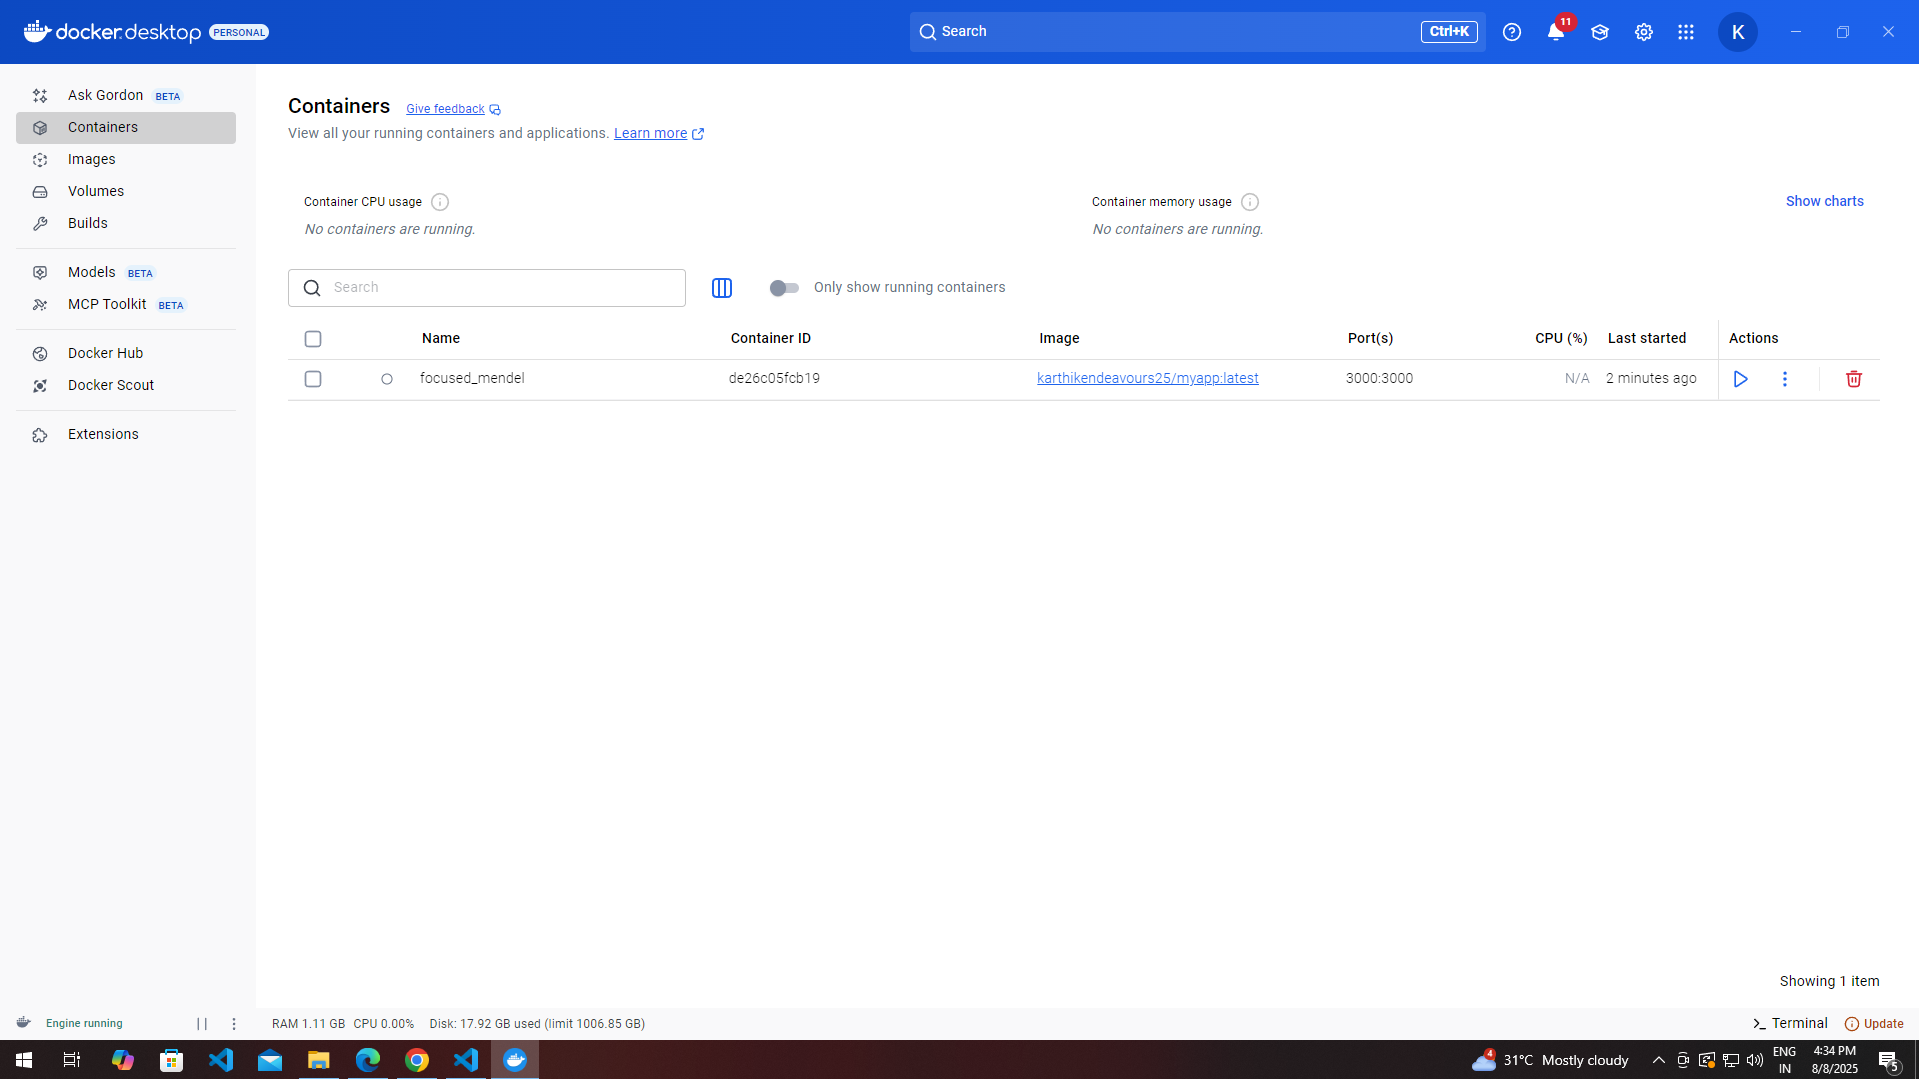 docker.desktop PERSONAL
Search Ctrl+K
11
K
Ask Gordon BETA
Containers
Images
Volumes
Builds
Models BETA
MCP Toolkit BETA
Docker Hub
Docker Scout
Extensions
Containers Give feedback
View all your running containers and applications. Learn more
Container CPU usage
No containers are running.
Container memory usage
No containers are running.
Show charts
Search
Only show running containers
Name Container ID Image Port(s) CPU (%) Last started Actions
focused_mendel de26c05fcb19 karthikendeavours25/myapp:latest 3000:3000 N/A 2 minutes ago
Showing 1 item
Engine running
RAM 1.11 GB CPU 0.00% Disk: 17.92 GB used (limit 1006.85 GB)
Terminal
Update
4
31°C Mostly cloudy
ENG
IN
4:34 PM
8/8/2025
5